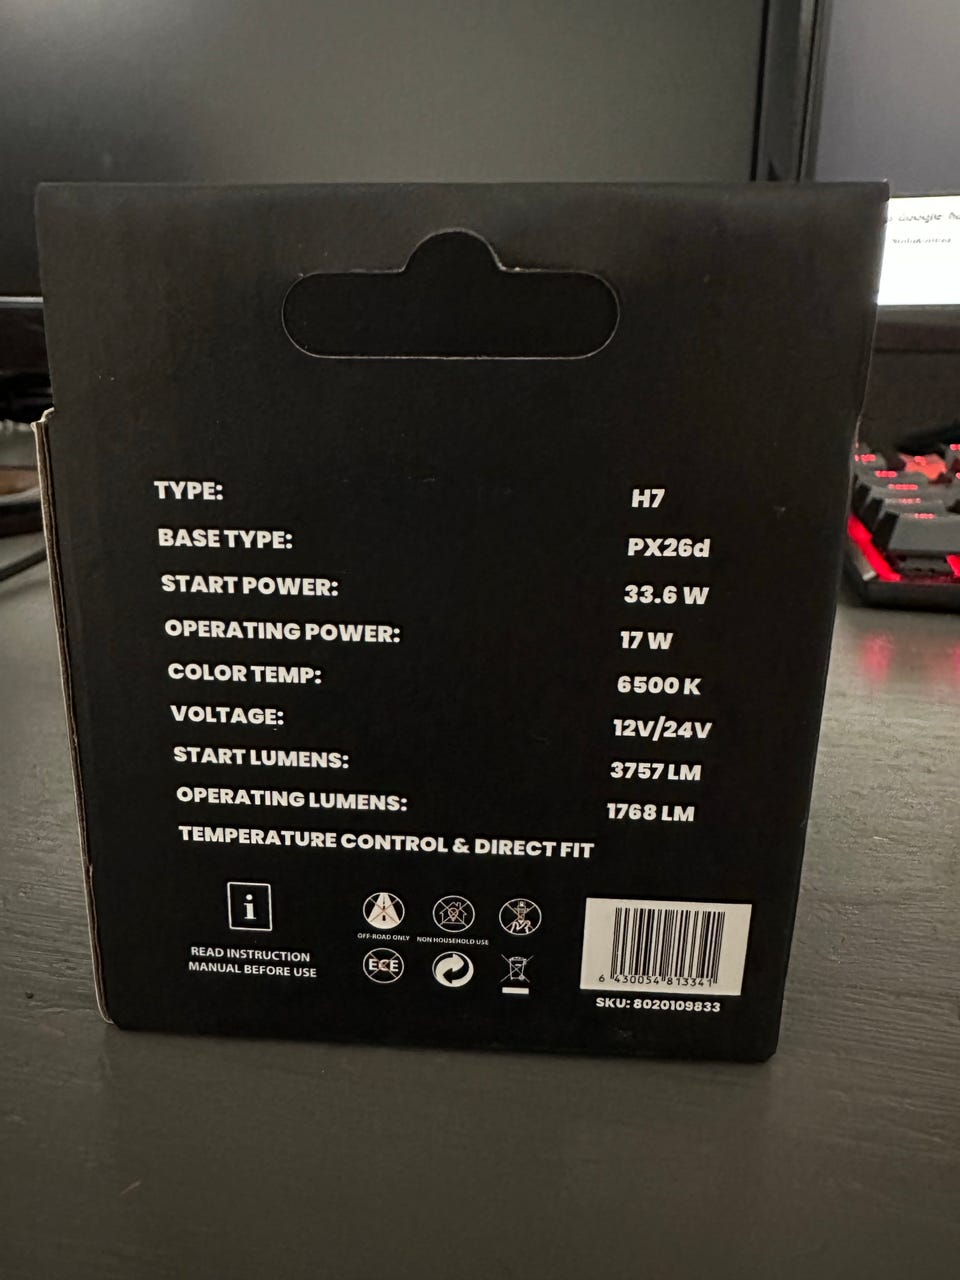 TYPE: H7
BASE TYPE: PX26d
START POWER: 33.6 W
OPERATING POWER: 17 W
COLOR TEMP: 6500 K
VOLTAGE: 12V/24V
START LUMENS: 3757 LM
OPERATING LUMENS: 1768 LM
TEMPERATURE CONTROL & DIRECT FIT
i
READ INSTRUCTION
MANUAL BEFORE USE
OFF-ROAD ONLY
NON HOUSEHOLD USE
ECE
6 430054 813341
SKU: 8020109833